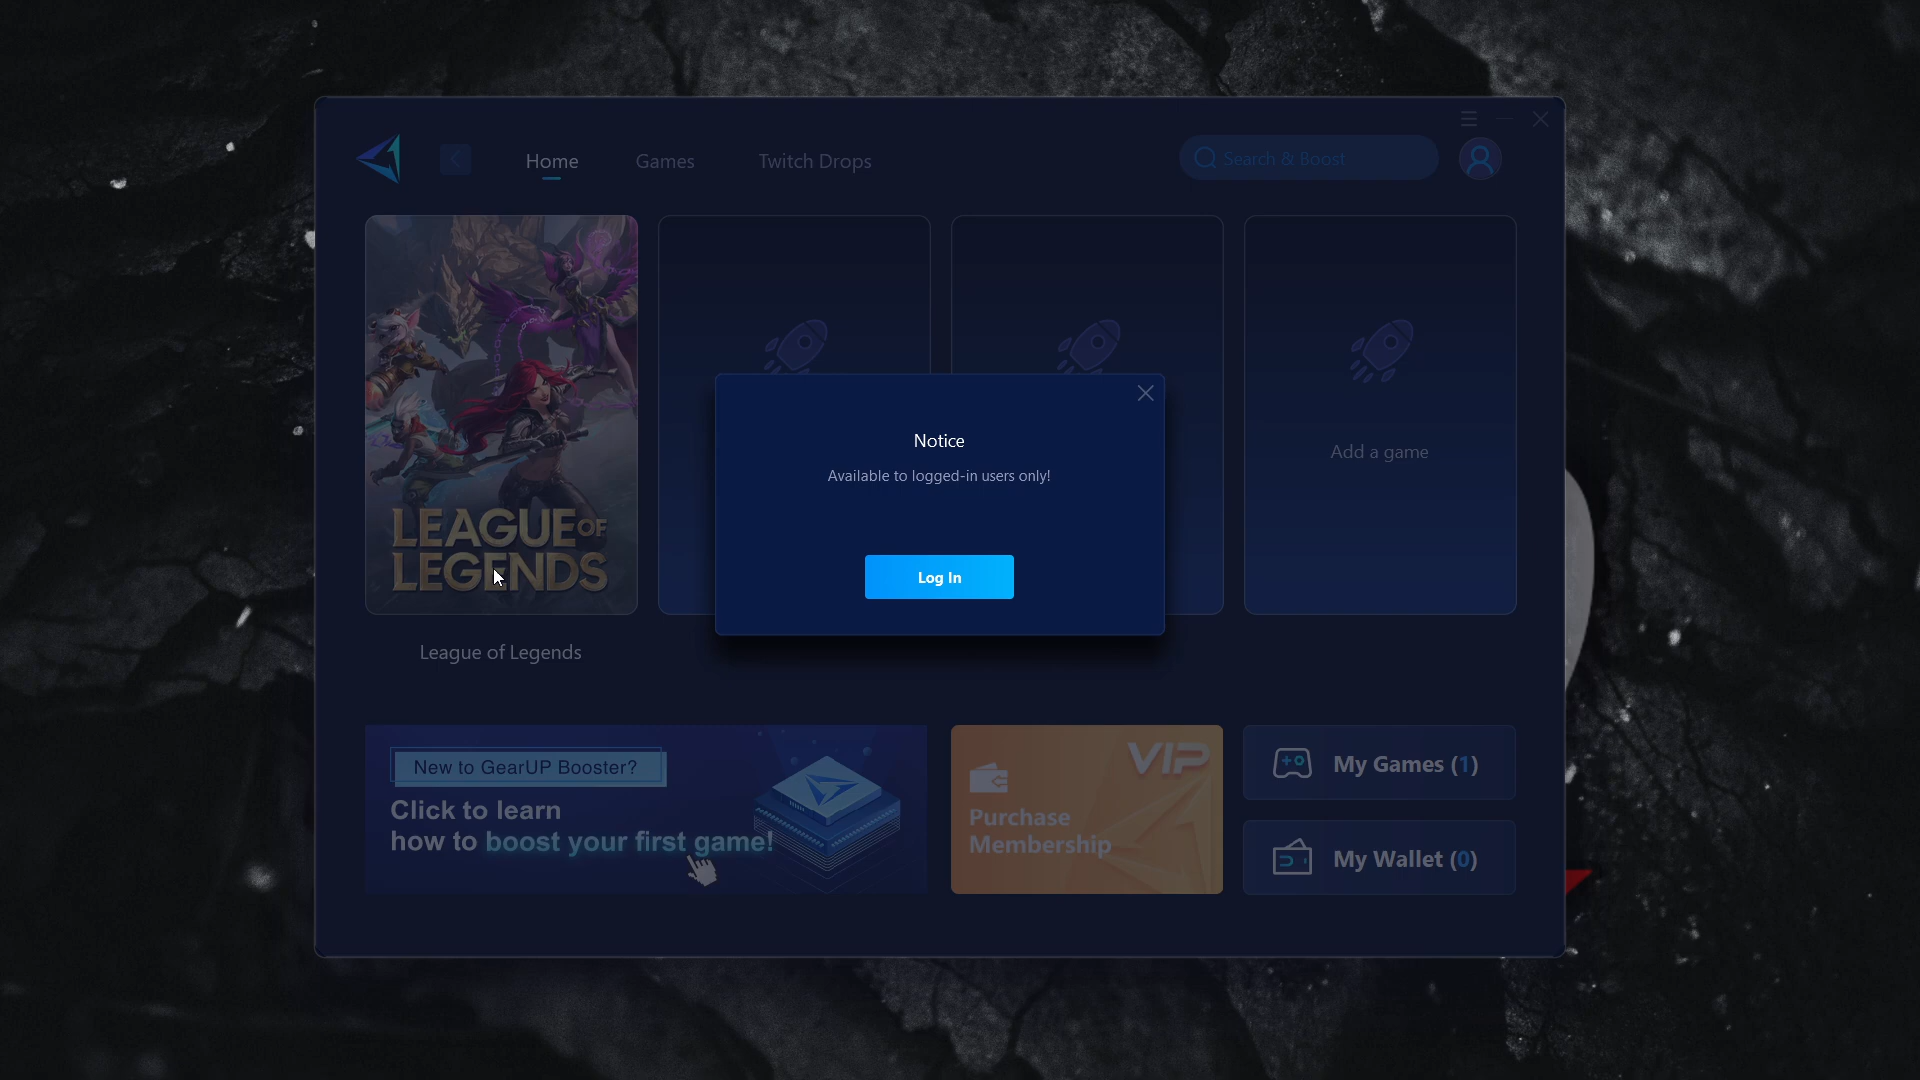 Home
Games
Twitch Drops
Search & Boost
LEAGUE OF
LEGENDS
Add a game
Notice
Available to logged-in users only!
Log In
League of Legends
New to GearUP Booster?
Click to learn
how to boost your first game!
VIP
Purchase
Membership
My Games (1)
My Wallet (0)